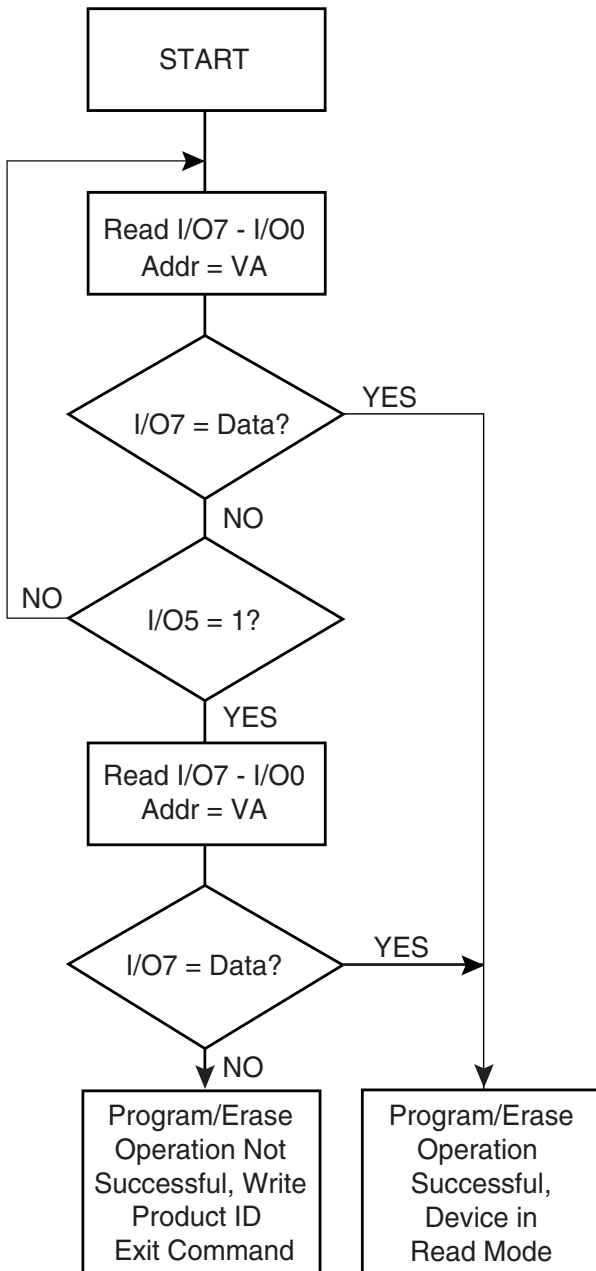 START
Read I/O7 - I/O0
Addr = VA
I/O7 = Data?
YES
NO
I/O5 = 1?
NO
YES
Read I/O7 - I/O0
Addr = VA
I/O7 = Data?
YES
NO
Program/Erase
Operation Not
Successful, Write
Product ID
Exit Command
Program/Erase
Operation
Successful,
Device in
Read Mode